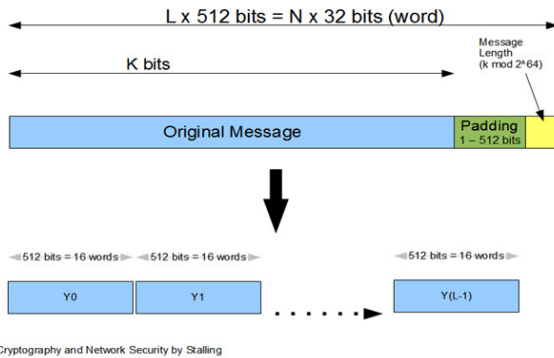 L x 512 bits = N x 32 bits (word)
Message
Length
(k mod 2^64)
K bits
Original Message
Padding
1 – 512 bits
512 bits = 16 words
512 bits = 16 words
512 bits = 16 words
Y0
Y1
Y(L-1)
Cryptography and Network Security by Stalling